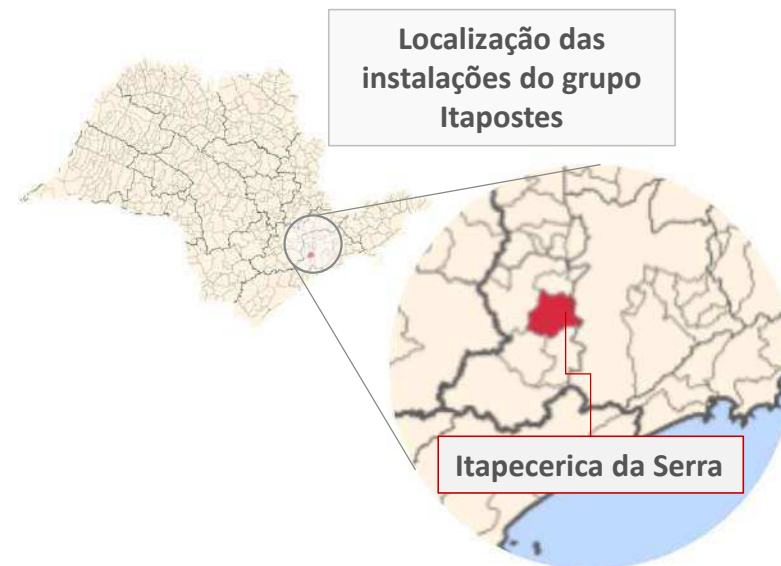 Localização das
instalações do grupo
Itapostes
Itapecerica da Serra